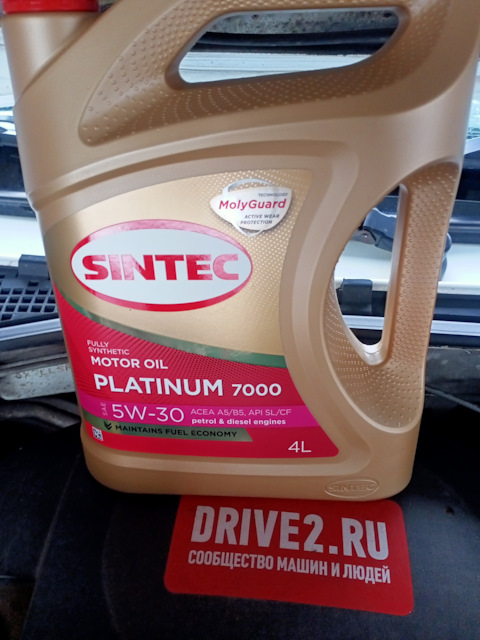 TECHNOLOGY
MolyGuard
ACTIVE WEAR
PROTECTION
SINTEC
FULLY
SYNTHETIC
MOTOR OIL
PLATINUM 7000
SAE 5W-30 ACEA A5/B5, API SL/CF
petrol & diesel engines
MAINTAINS FUEL ECONOMY
4L
SINTEC
DRIVE2.RU
СООБЩЕСТВО МАШИН И ЛЮДЕЙ